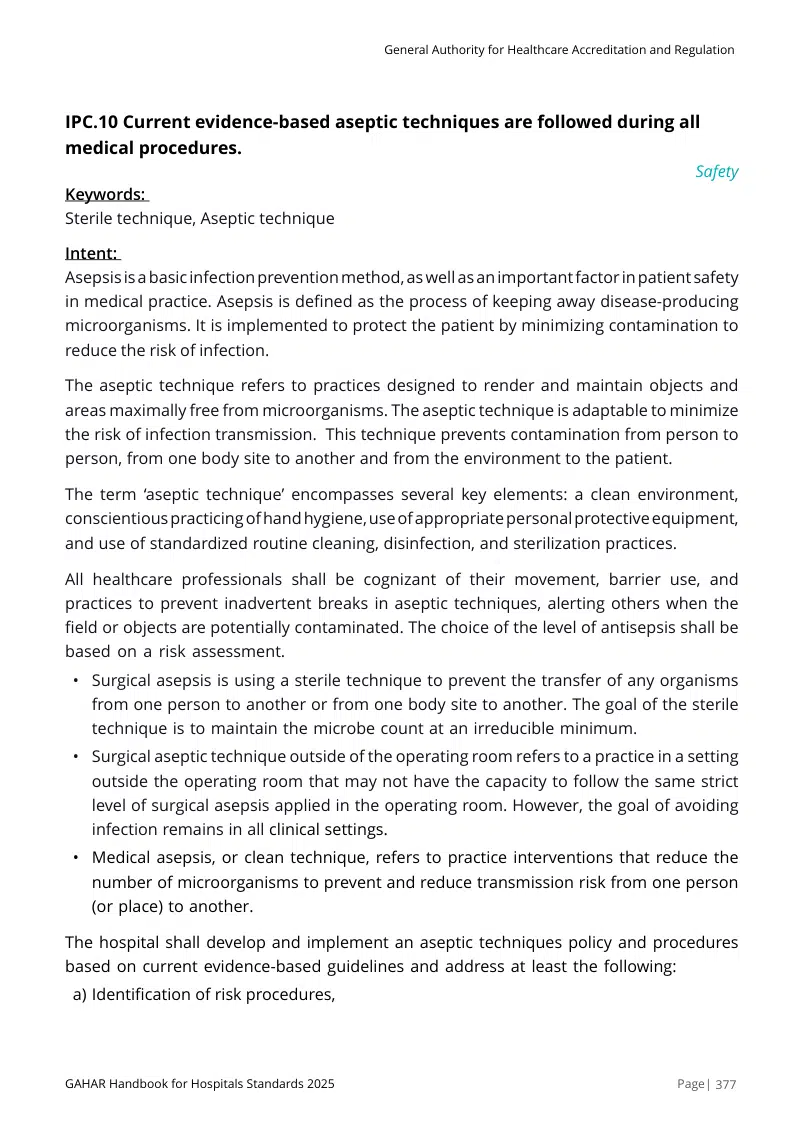 General Authority for Healthcare Accreditation and Regulation
IPC.10 Current evidence-based aseptic techniques are followed during all
medical procedures.
Safety
Keywords:
Sterile technique, Aseptic technique
Intent:
Asepsis is a basic infection prevention method, as well as an important factor in patient safety
in medical practice. Asepsis is defined as the process of keeping away disease-producing
microorganisms. It is implemented to protect the patient by minimizing contamination to
reduce the risk of infection.
The aseptic technique refers to practices designed to render and maintain objects and
areas maximally free from microorganisms. The aseptic technique is adaptable to minimize
the risk of infection transmission.  This technique prevents contamination from person to
person, from one body site to another and from the environment to the patient.
The term ‘aseptic technique’ encompasses several key elements: a clean environment,
conscientious practicing of hand hygiene, use of appropriate personal protective equipment,
and use of standardized routine cleaning, disinfection, and sterilization practices.
All healthcare professionals shall be cognizant of their movement, barrier use, and
practices to prevent inadvertent breaks in aseptic techniques, alerting others when the
field or objects are potentially contaminated. The choice of the level of antisepsis shall be
based on a risk assessment.
• Surgical asepsis is using a sterile technique to prevent the transfer of any organisms
from one person to another or from one body site to another. The goal of the sterile
technique is to maintain the microbe count at an irreducible minimum.
• Surgical aseptic technique outside of the operating room refers to a practice in a setting
outside the operating room that may not have the capacity to follow the same strict
level of surgical asepsis applied in the operating room. However, the goal of avoiding
infection remains in all clinical settings.
• Medical asepsis, or clean technique, refers to practice interventions that reduce the
number of microorganisms to prevent and reduce transmission risk from one person
(or place) to another.
The hospital shall develop and implement an aseptic techniques policy and procedures
based on current evidence-based guidelines and address at least the following:
a) Identification of risk procedures,
GAHAR Handbook for Hospitals Standards 2025
Page| 377